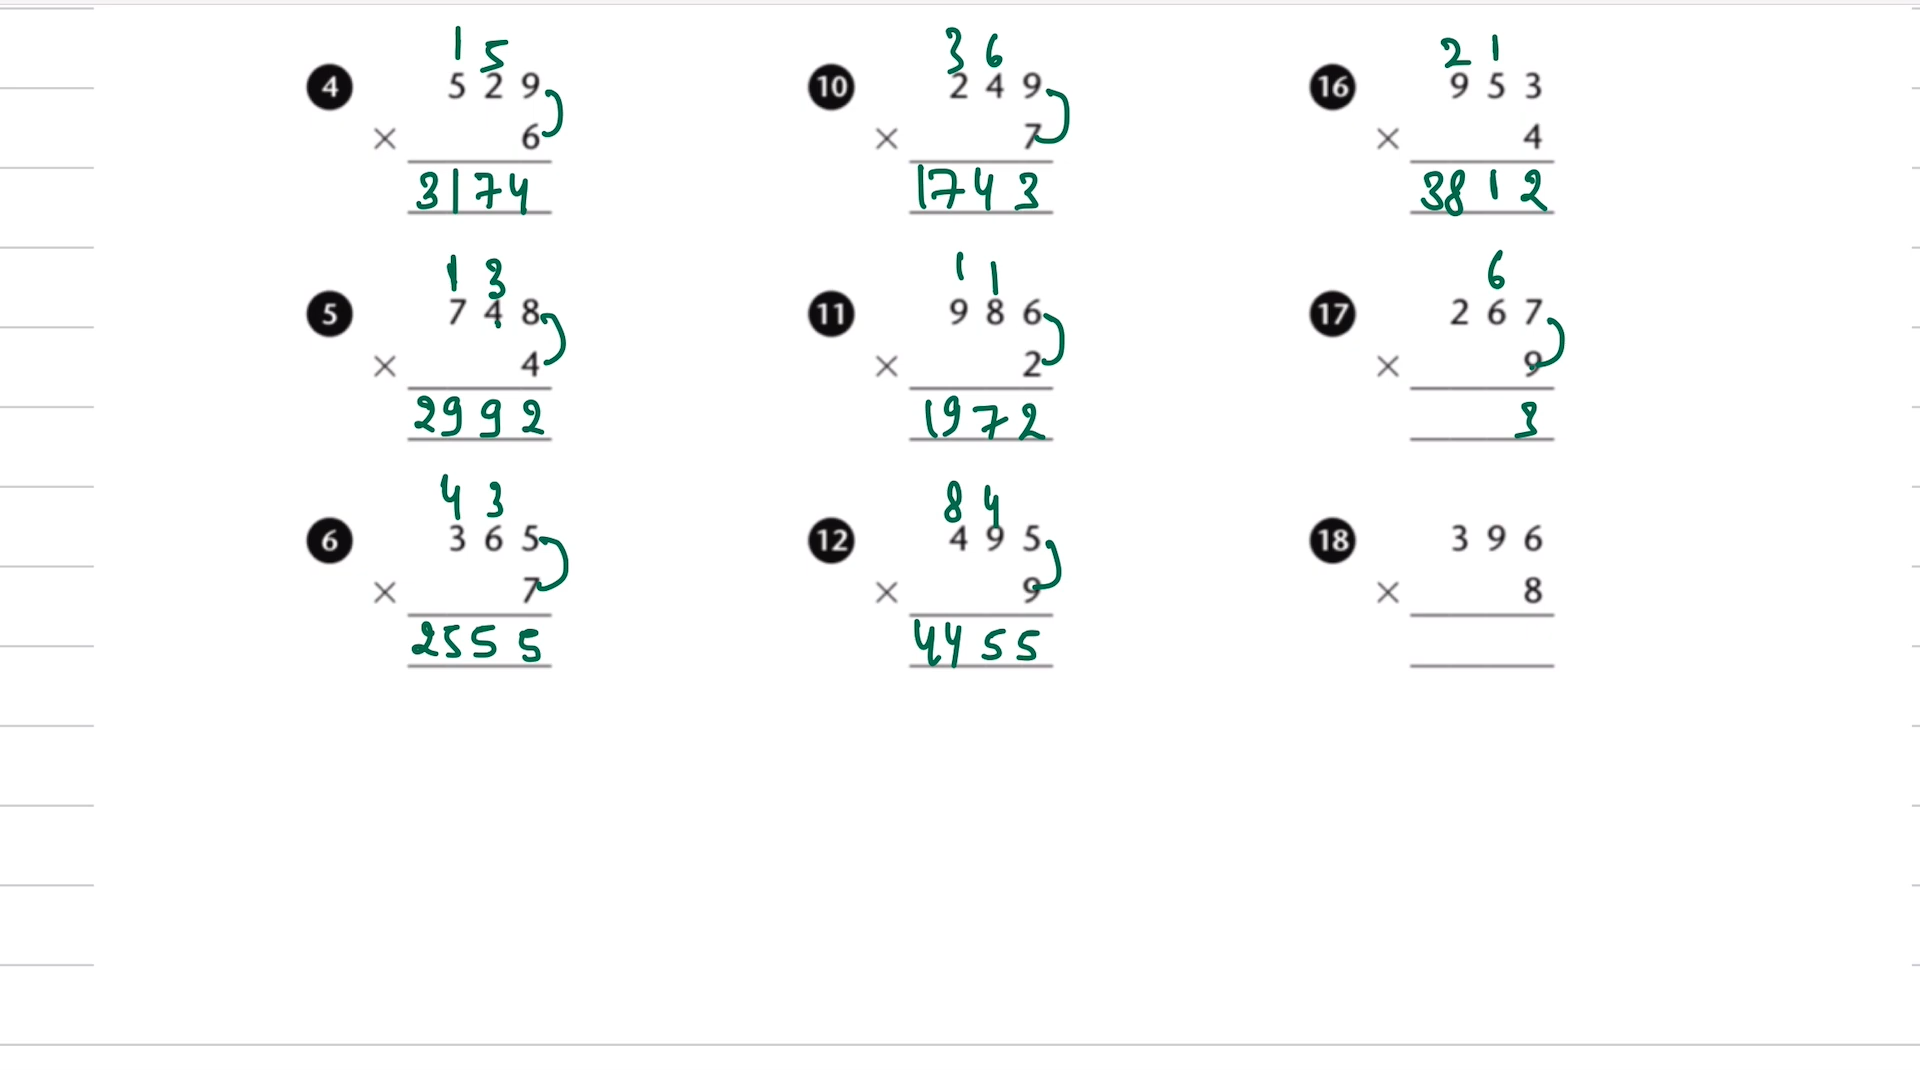 1 5
4 5 2 9
× 6
3174
3 6
10 2 4 9
× 7
1743
2 1
16 9 5 3
× 4
3812
1 3
5 7 4 8
× 4
2992
1 1
11 9 8 6
× 2
1972
6
17 2 6 7
× 9
3
4 3
6 3 6 5
× 7
2555
8 4
12 4 9 5
× 9
4455
18 3 9 6
× 8